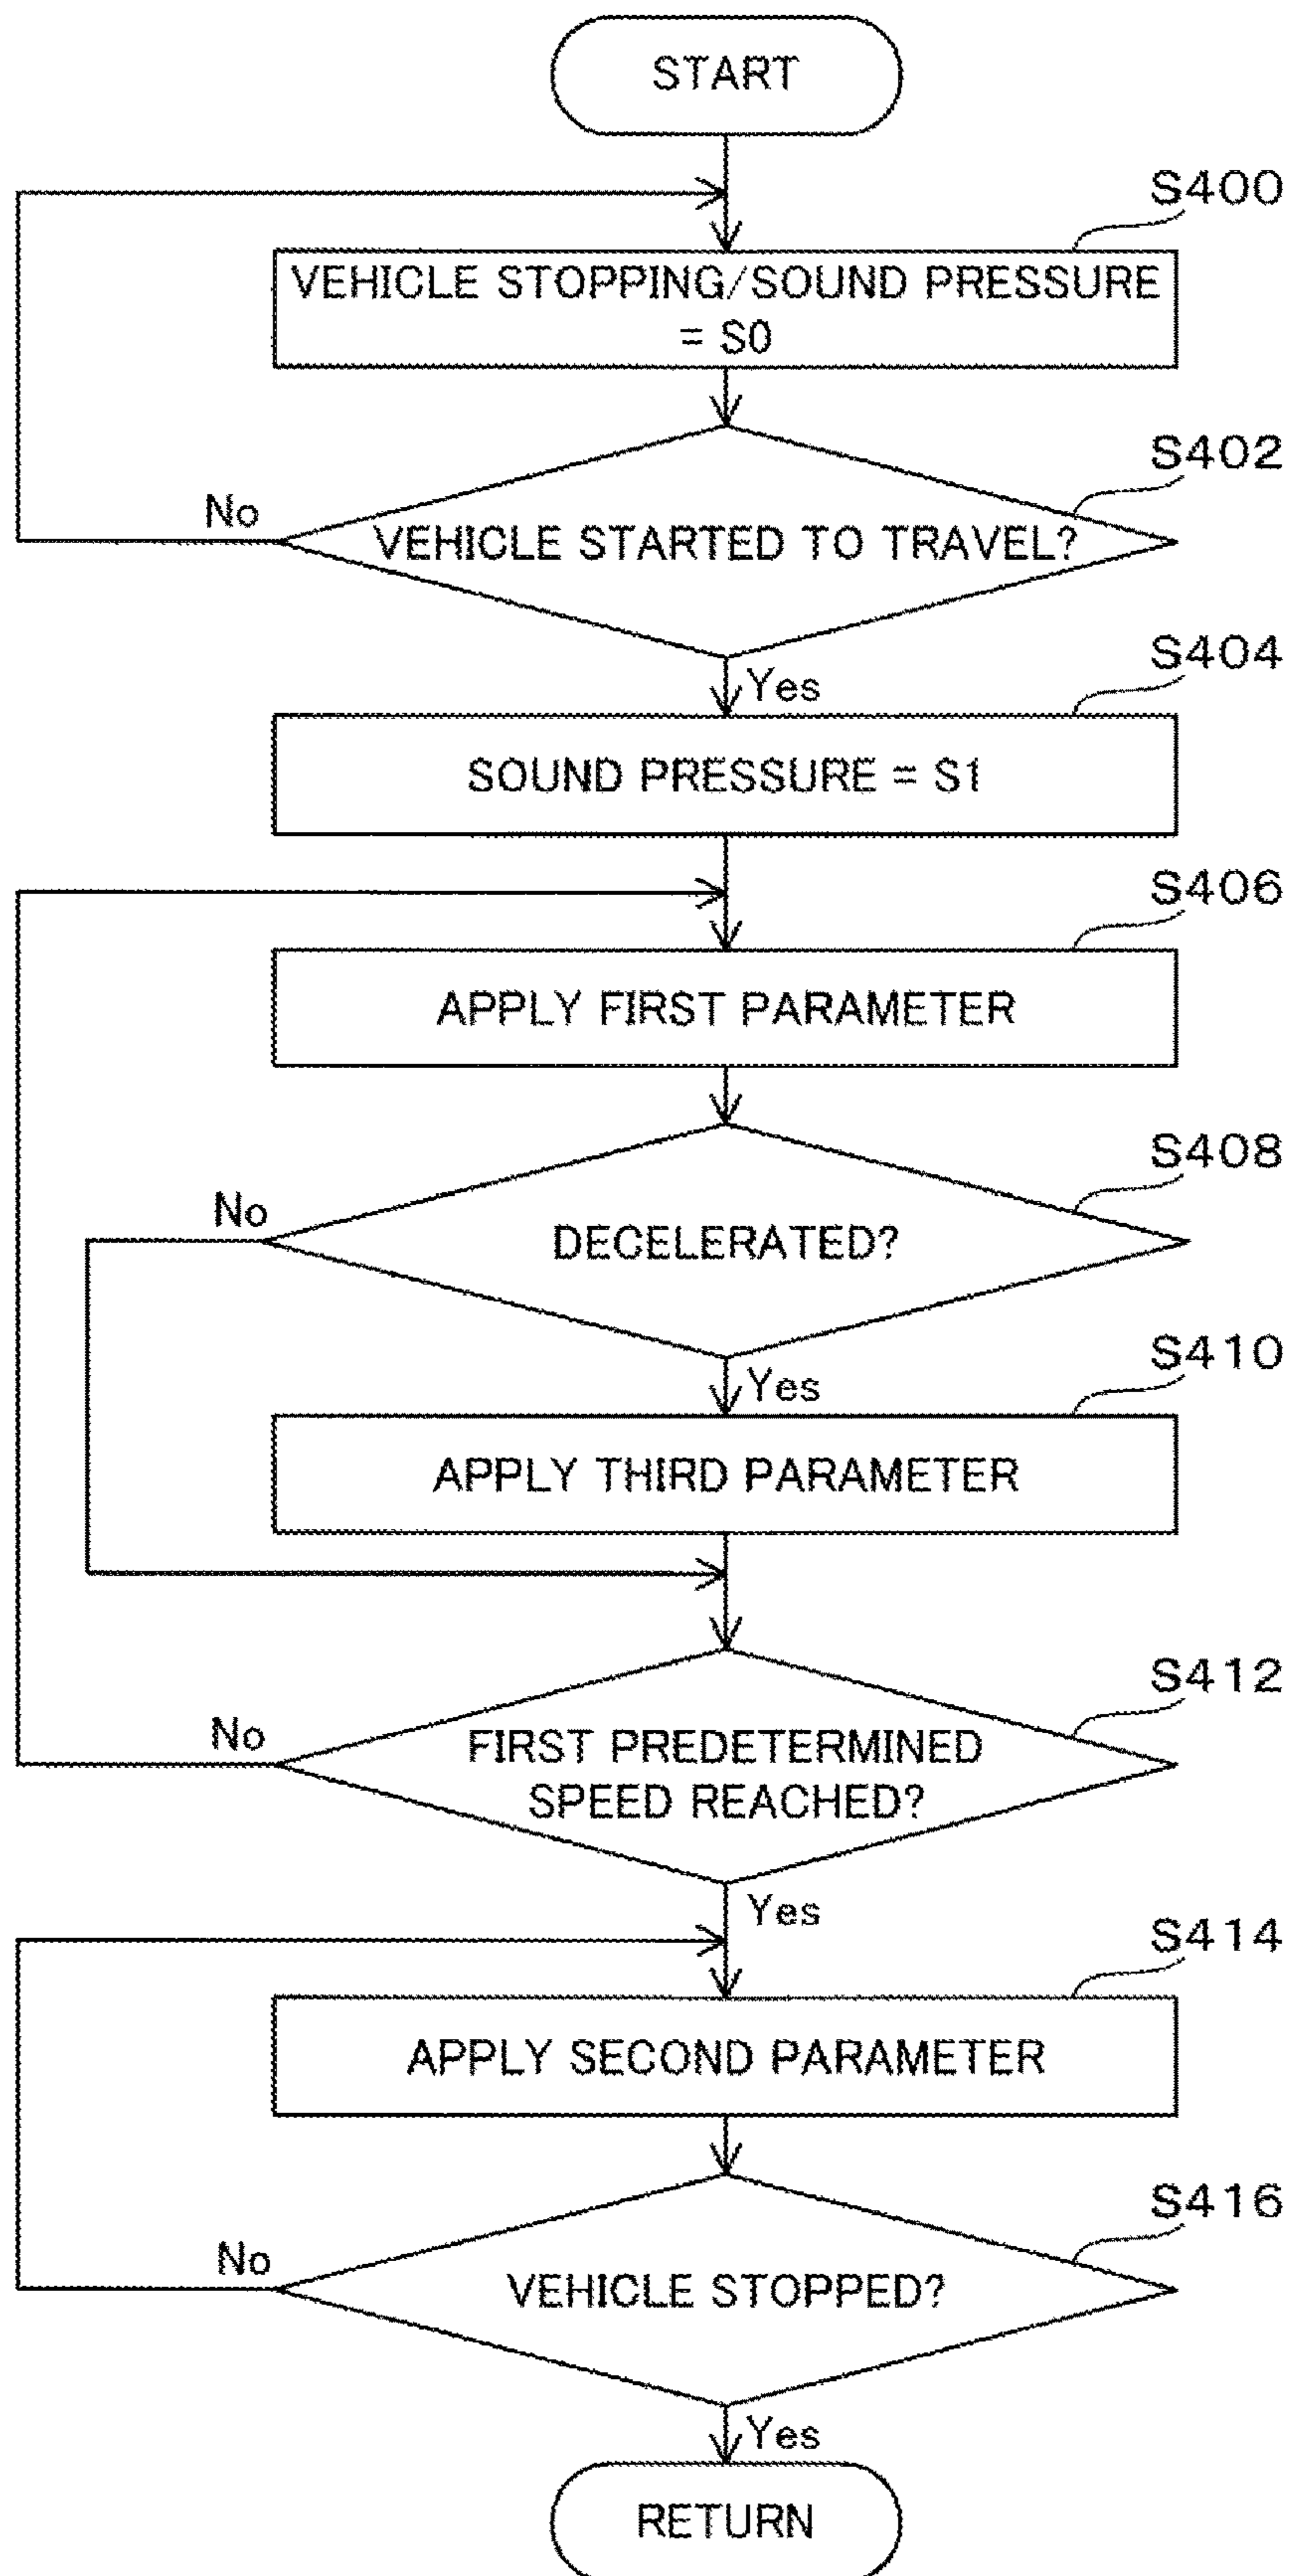 START
S400
VEHICLE STOPPING/SOUND PRESSURE
= S0
S402
No
VEHICLE STARTED TO TRAVEL?
S404
Yes
SOUND PRESSURE = S1
S406
APPLY FIRST PARAMETER
S408
No
DECELERATED?
S410
Yes
APPLY THIRD PARAMETER
S412
No
FIRST PREDETERMINED
SPEED REACHED?
Yes
S414
APPLY SECOND PARAMETER
S416
No
VEHICLE STOPPED?
Yes
RETURN